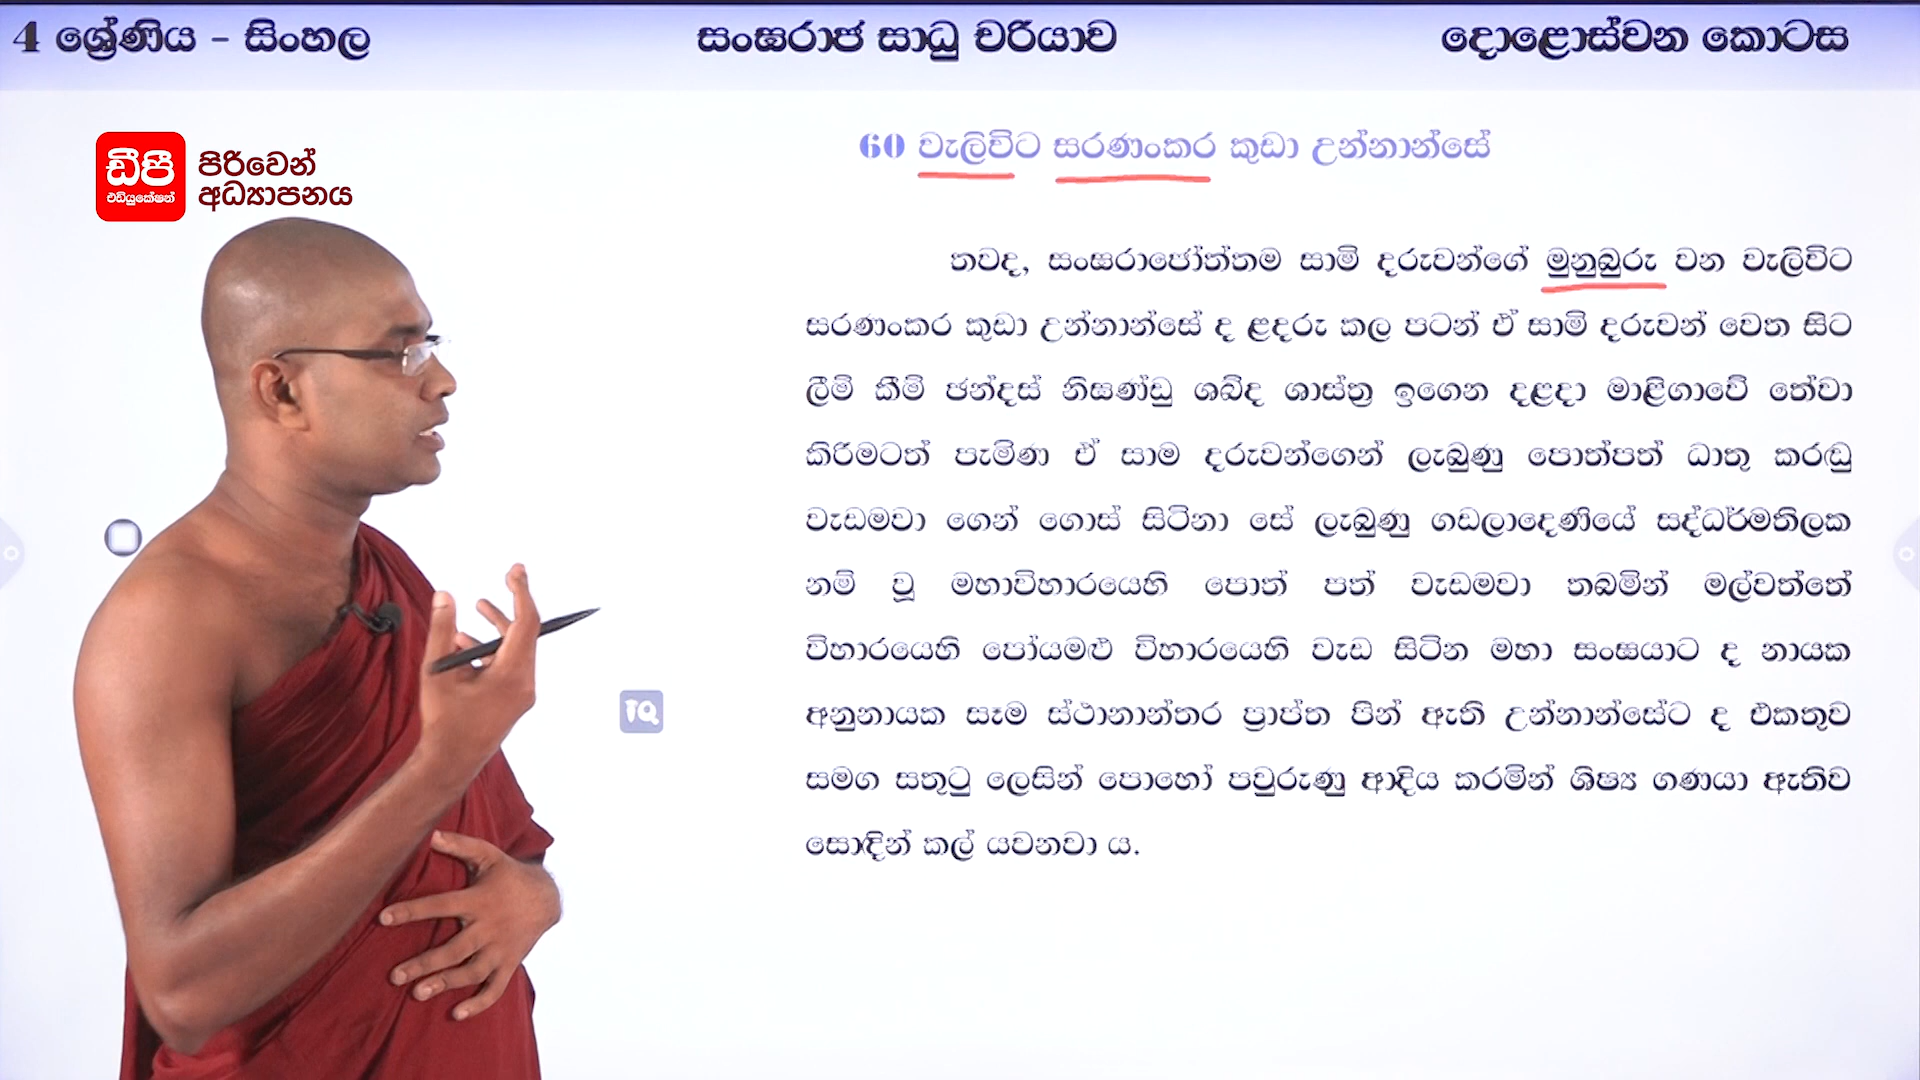 4 ශ්‍රේණිය - සිංහල
සංඝරාජ සාධු චරියාව
දොළොස්වන කොටස
ඩීපී
එඩියුකේෂන්
පිරිවෙන්
අධ්‍යාපනය
60 වැලිවිට සරණංකර කුඩා උන්නාන්සේ
තවද, සංඝරාජෝත්තම සාමි දරුවන්ගේ මුනුබුරු වන වැලිවිට
සරණංකර කුඩා උන්නාන්සේ ද ළදරු කල පටන් ඒ සාමි දරුවන් වෙත සිට
ලීම් කීම් ඡන්දස් නිඝණ්ඩු ශබ්ද ශාස්ත්‍ර ඉගෙන දළදා මාළිගාවේ තේවා
කිරීමටත් පැමිණ ඒ සාම දරුවන්ගෙන් ලැබුණු පොත්පත් ධාතු කරඬු
වැඩමවා ගෙන් ගොස් සිටිනා සේ ලැබුණු ගඩලාදෙණියේ සද්ධර්මතිලක
නම් වූ මහාවිහාරයෙහි පොත් පත් වැඩමවා තබමින් මල්වත්තේ
විහාරයෙහි පෝයමළු විහාරයෙහි වැඩ සිටින මහා සංඝයාට ද නායක
අනුනායක සෑම ස්ථානාන්තර ප්‍රාප්ත පින් ඇති උන්නාන්සේට ද එකතුව
සමග සතුටු ලෙසින් පොහෝ පවුරුණු ආදිය කරමින් ශිෂ්‍ය ගණයා ඇතිව
සොඳින් කල් යවනවා ය.
IQ